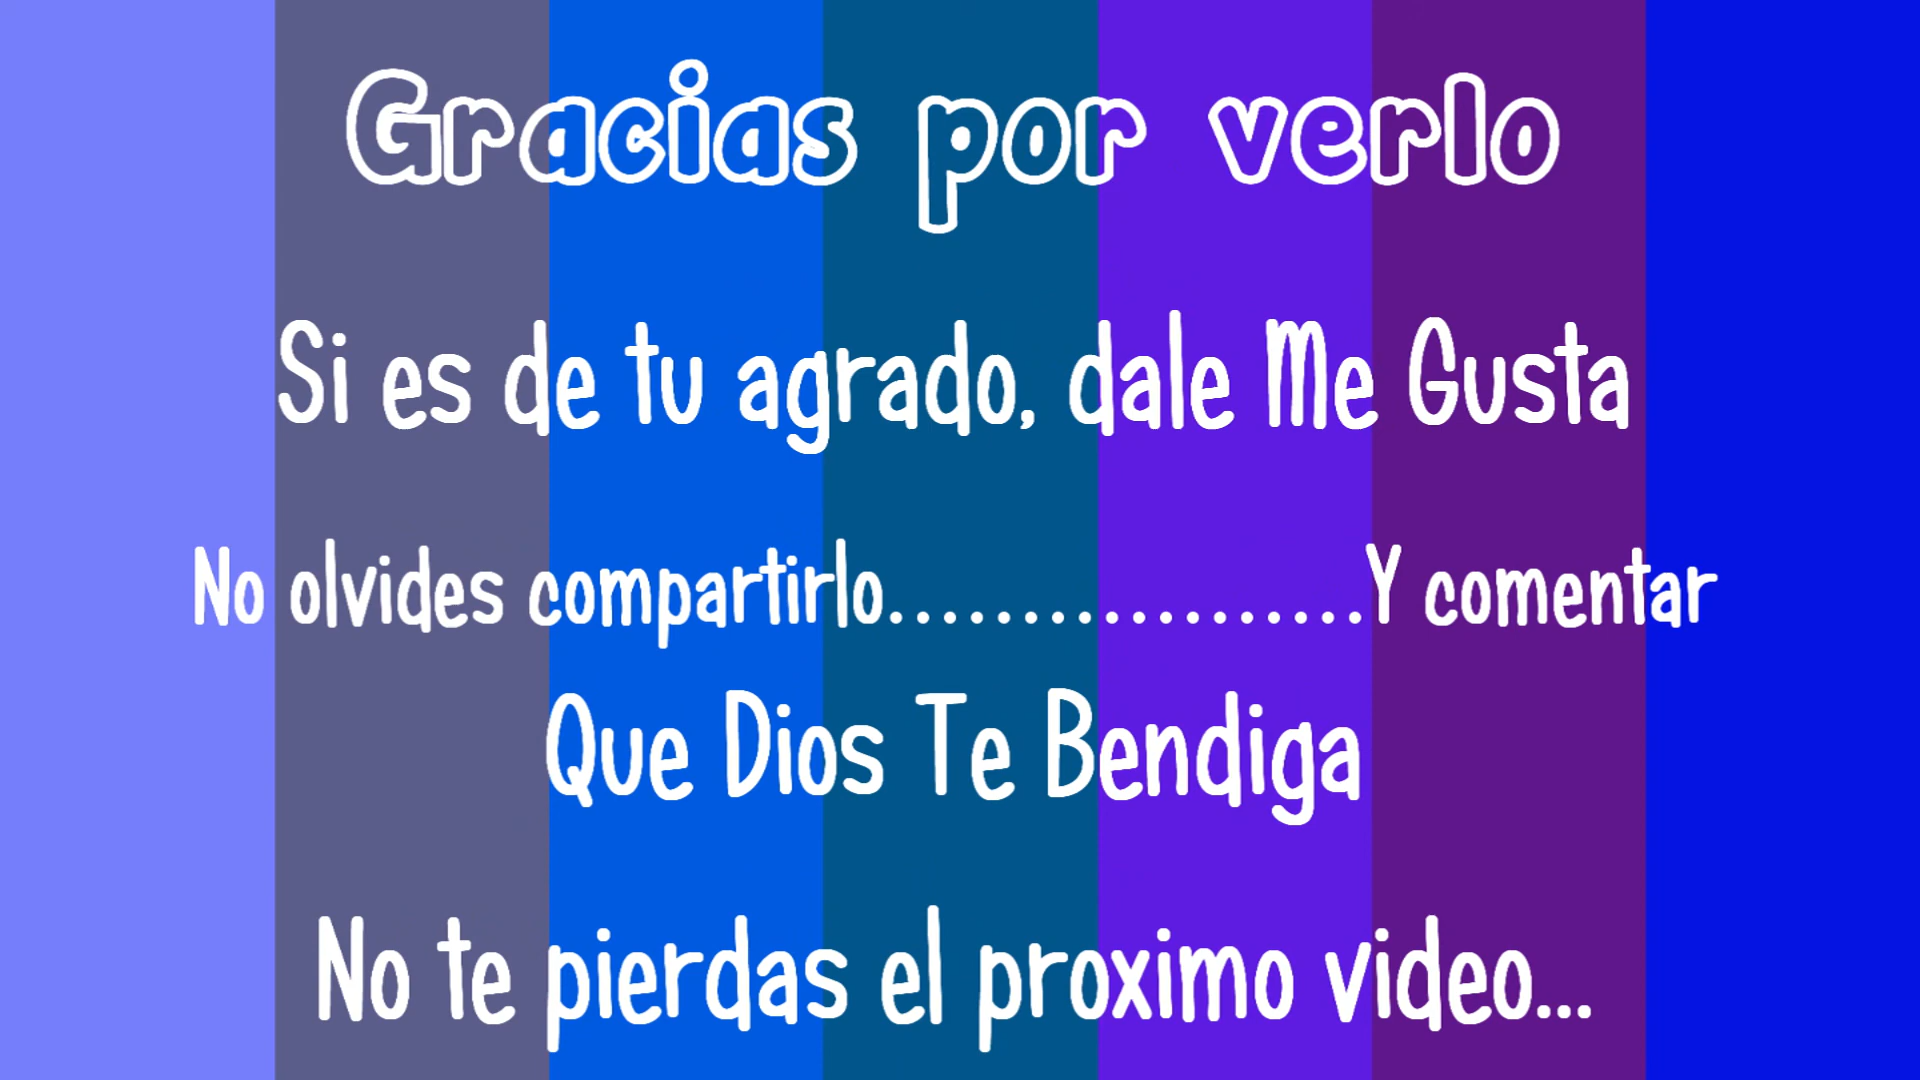 Gracias por verlo
Si es de tu agrado, dale Me Gusta
No olvides compartirlo..................Y comentar
Que Dios Te Bendiga
No te pierdas el proximo video...